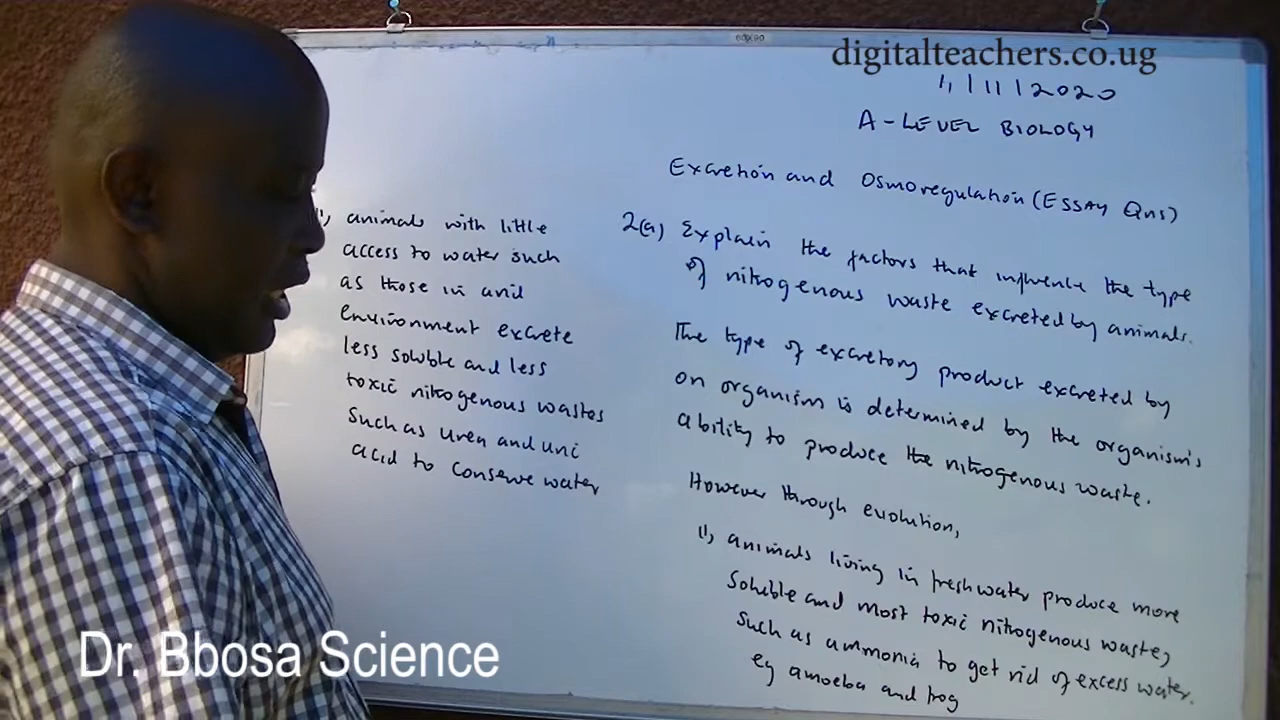 digitalteachers.co.ug
11/11/2020
A-LEVEL BIOLOGY
Excretion and Osmoregulation (ESSAY Qns)
2(a) Explain the factors that influence the type
of nitrogenous waste excreted by animals.
The type of excretory product excreted by
an organism is determined by the organism's
ability to produce the nitrogenous waste.
However through evolution,
i, animals living in freshwater produce more
Soluble and most toxic nitrogenous waste,
Such as ammonia to get rid of excess water.
eg amoeba and frog
animals with little
access to water such
as those in arid
environment excrete
less soluble and less
toxic nitrogenous wastes
Such as urea and uric
acid to conserve water
Dr. Bbosa Science